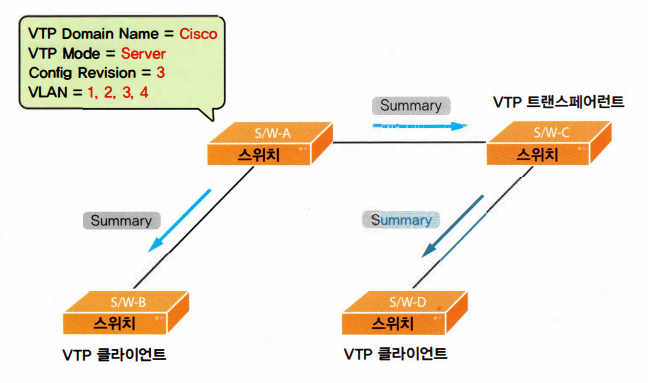 VTP Domain Name = Cisco
VTP Mode = Server
Config Revision = 3
VLAN = 1, 2, 3, 4
Summary
VTP 트랜스페어런트
S/W-A
스위치
S/W-C
스위치
Summary
Summary
S/W-B
스위치
S/W-D
스위치
VTP 클라이언트
VTP 클라이언트